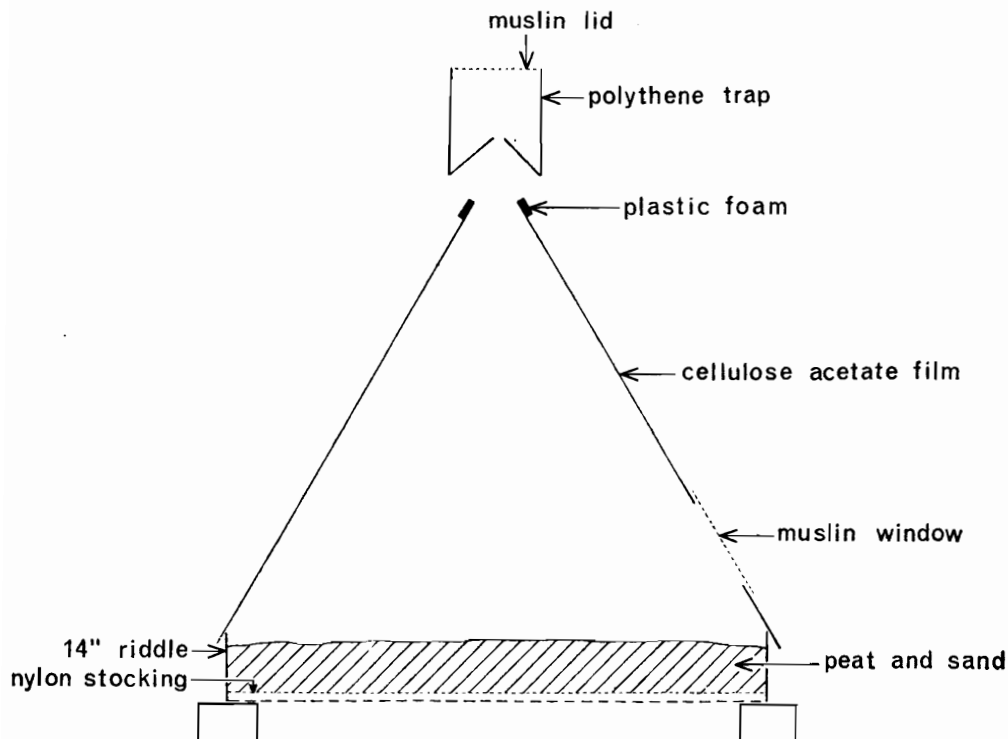 muslin lid
polythene trap
plastic foam
cellulose acetate film
muslin window
14" riddle
peat and sand
nylon stocking